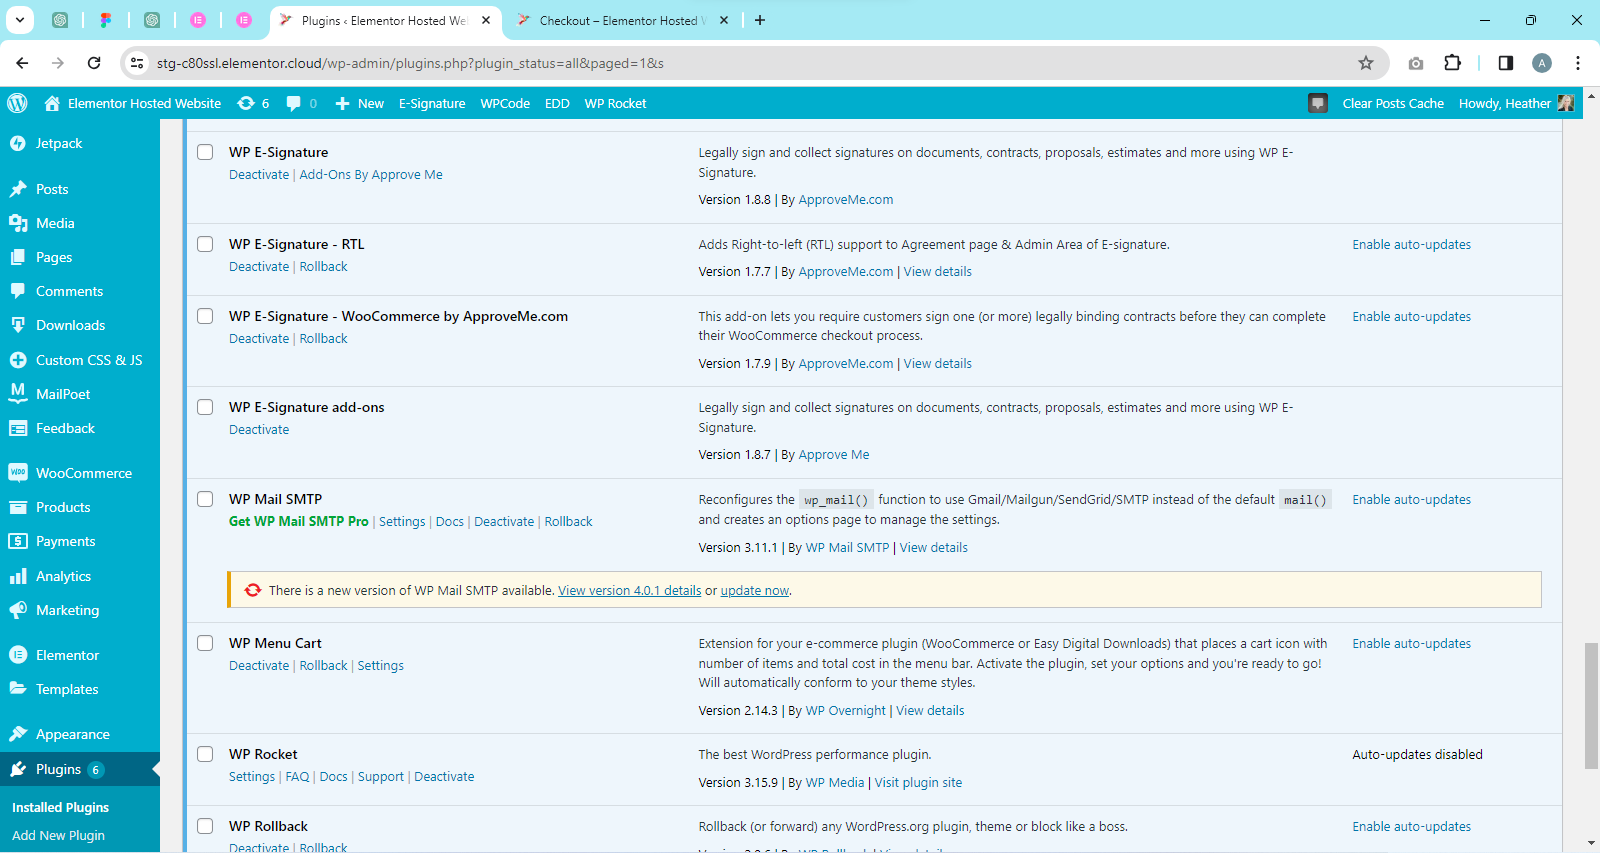 Plugins ‹ Elementor Hosted We
Checkout – Elementor Hosted
stg-c80ssl.elementor.cloud/wp-admin/plugins.php?plugin_status=all&paged=1&s
A
Elementor Hosted Website 6 0 New E-Signature WPCode EDD WP Rocket Clear Posts Cache Howdy, Heather
Jetpack
Posts
Media
Pages
Comments
Downloads
Custom CSS & JS
MailPoet
Feedback
WooCommerce
Products
Payments
Analytics
Marketing
Elementor
Templates
Appearance
Plugins 6
Installed Plugins
Add New Plugin
WP E-Signature
Deactivate | Add-Ons By Approve Me
Legally sign and collect signatures on documents, contracts, proposals, estimates and more using WP E-
Signature.
Version 1.8.8 | By ApproveMe.com
WP E-Signature - RTL
Deactivate | Rollback
Adds Right-to-left (RTL) support to Agreement page & Admin Area of E-signature.
Version 1.7.7 | By ApproveMe.com | View details
Enable auto-updates
WP E-Signature - WooCommerce by ApproveMe.com
Deactivate | Rollback
This add-on lets you require customers sign one (or more) legally binding contracts before they can complete
their WooCommerce checkout process.
Version 1.7.9 | By ApproveMe.com | View details
Enable auto-updates
WP E-Signature add-ons
Deactivate
Legally sign and collect signatures on documents, contracts, proposals, estimates and more using WP E-
Signature.
Version 1.8.7 | By Approve Me
WP Mail SMTP
Get WP Mail SMTP Pro | Settings | Docs | Deactivate | Rollback
Reconfigures the wp_mail() function to use Gmail/Mailgun/SendGrid/SMTP instead of the default mail()
and creates an options page to manage the settings.
Version 3.11.1 | By WP Mail SMTP | View details
Enable auto-updates
There is a new version of WP Mail SMTP available. View version 4.0.1 details or update now.
WP Menu Cart
Deactivate | Rollback | Settings
Extension for your e-commerce plugin (WooCommerce or Easy Digital Downloads) that places a cart icon with
number of items and total cost in the menu bar. Activate the plugin, set your options and you're ready to go!
Will automatically conform to your theme styles.
Version 2.14.3 | By WP Overnight | View details
Enable auto-updates
WP Rocket
Settings | FAQ | Docs | Support | Deactivate
The best WordPress performance plugin.
Version 3.15.9 | By WP Media | Visit plugin site
Auto-updates disabled
WP Rollback
Deactivate | Rollback
Rollback (or forward) any WordPress.org plugin, theme or block like a boss.
Enable auto-updates